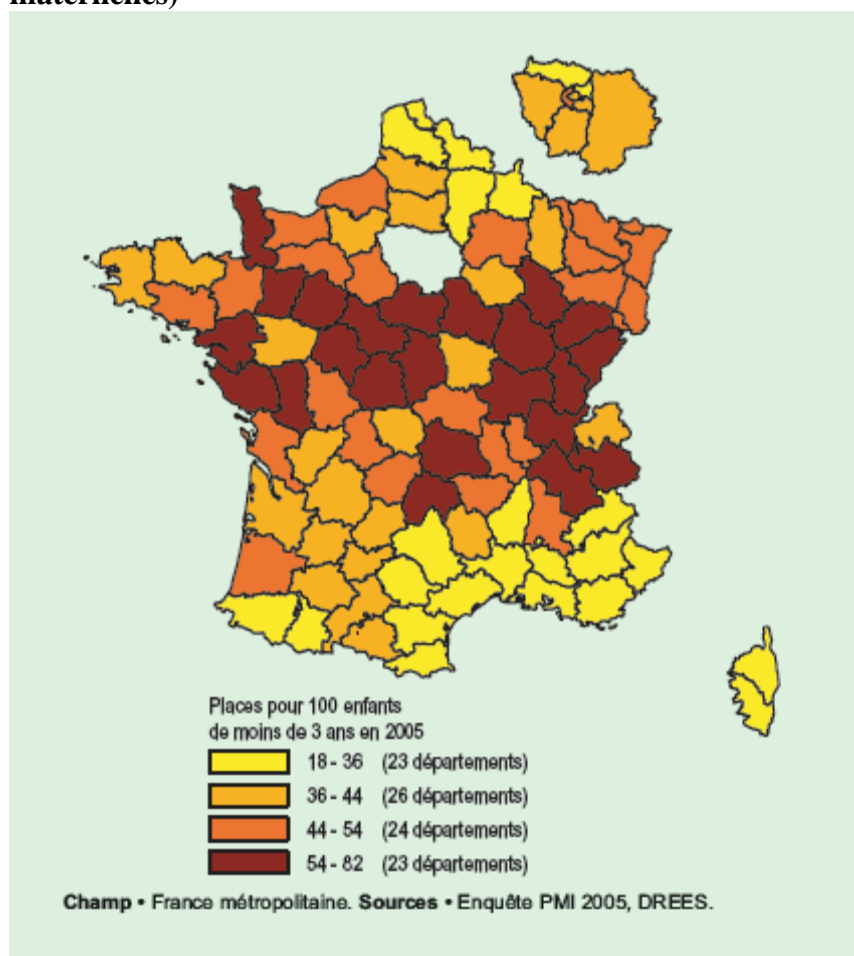 maternelles)
Places pour 100 enfants
de moins de 3 ans en 2005
18 - 36 (23 départements)
36 - 44 (26 départements)
44 - 54 (24 départements)
54 - 82 (23 départements)
Champ • France métropolitaine. Sources • Enquête PMI 2005, DREES.